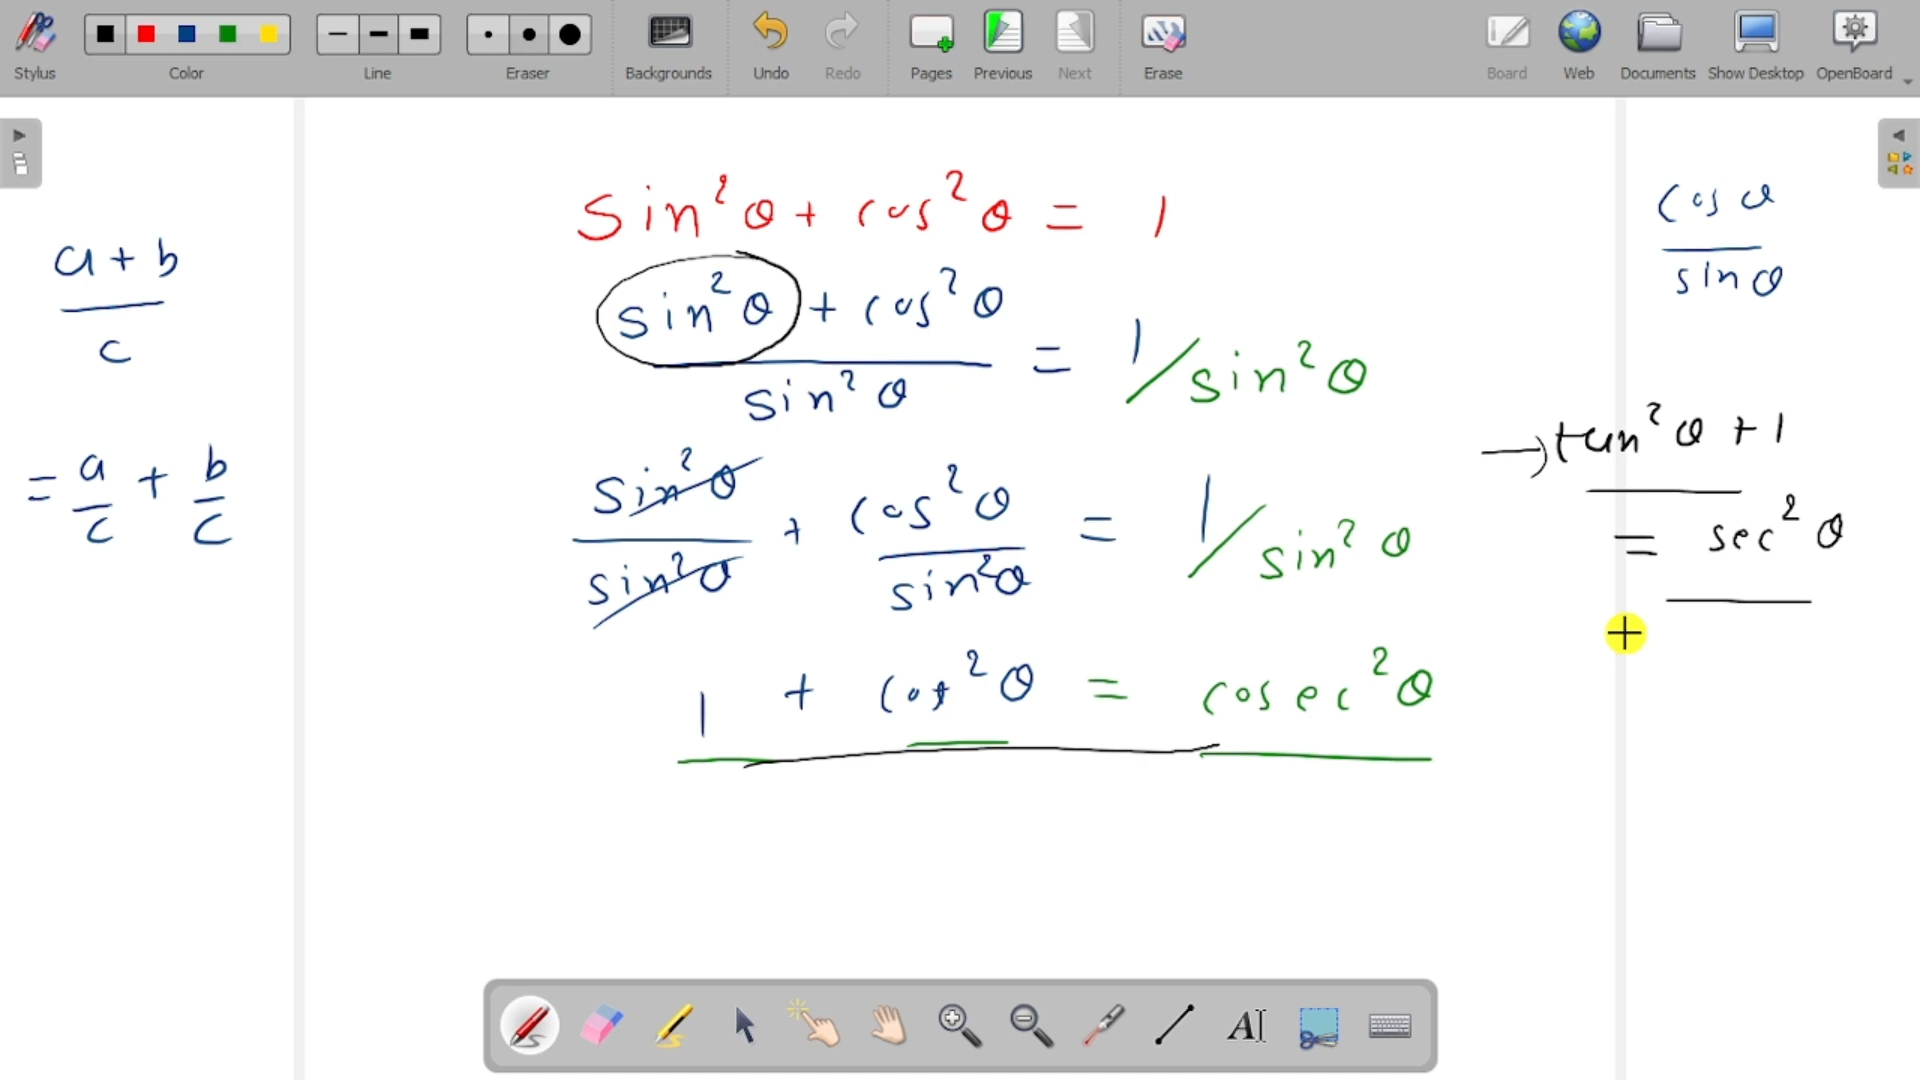 Stylus Color Line Eraser Backgrounds Undo Redo Pages Previous Next Erase Board Web Documents Show Desktop OpenBoard
a + b
c
= a/c + b/c
Sin²θ + cos²θ = 1
sin²θ + cos²θ
sin²θ
= 1/sin²θ
Sin²θ/sin²θ + cos²θ/sin²θ = 1/sin²θ
1 + cot²θ = cosec²θ
cos θ
sin θ
→ tan²θ + 1
= sec²θ
AI